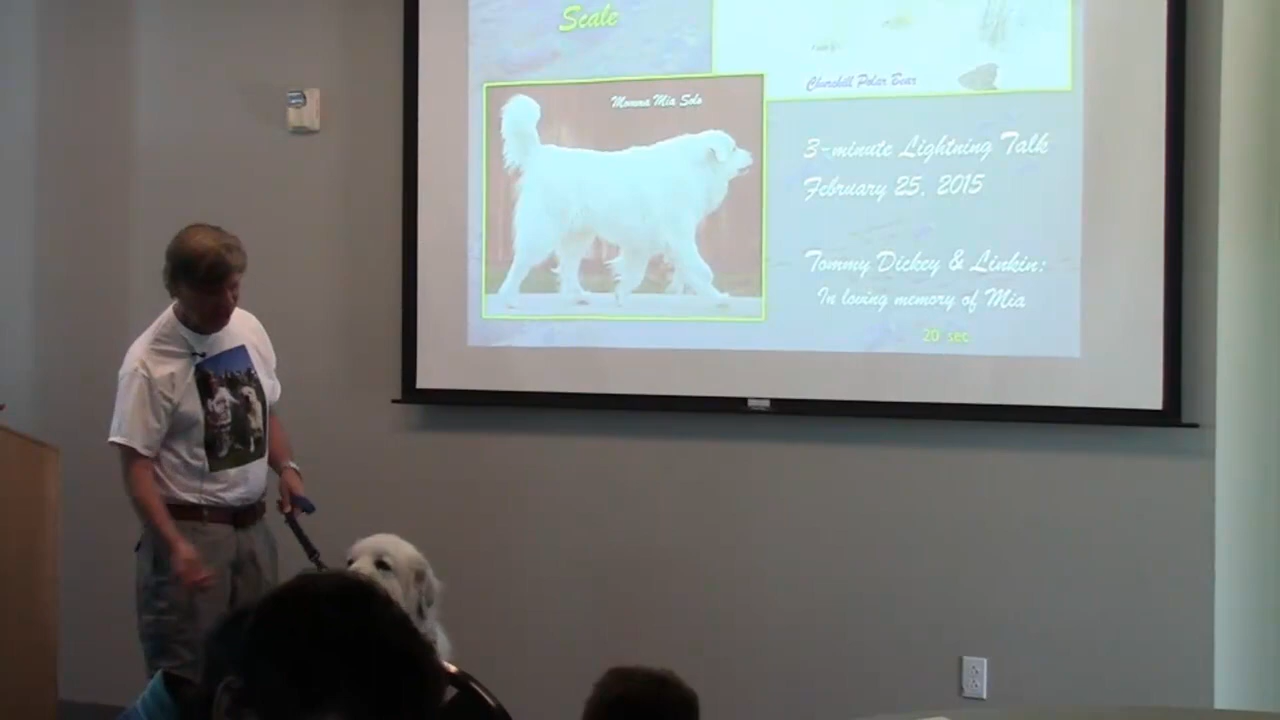 Scale
Churchill Polar Bear
Momma Mia Solo
3-minute Lightning Talk
February 25, 2015
Tommy Dickey & Linkin:
In loving memory of Mia
20 sec